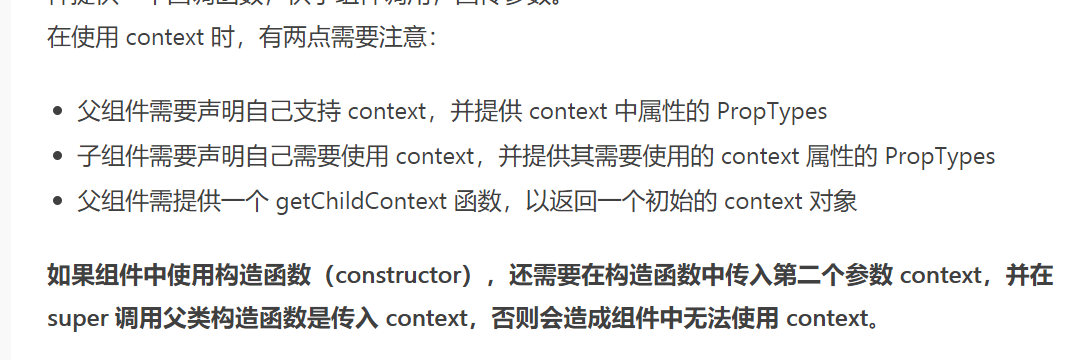 在使用 context 时，有两点需要注意：
父组件需要声明自己支持 context，并提供 context 中属性的 PropTypes
子组件需要声明自己需要使用 context，并提供其需要使用的 context 属性的 PropTypes
父组件需提供一个 getChildContext 函数，以返回一个初始的 context 对象
如果组件中使用构造函数（constructor），还需要在构造函数中传入第二个参数 context，并在
super 调用父类构造函数是传入 context，否则会造成组件中无法使用 context。